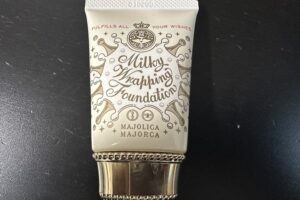 FULFILLS ALL YOUR WISHES
Milky
Wrapping
Foundation
MAJOLICA
MAJORCA